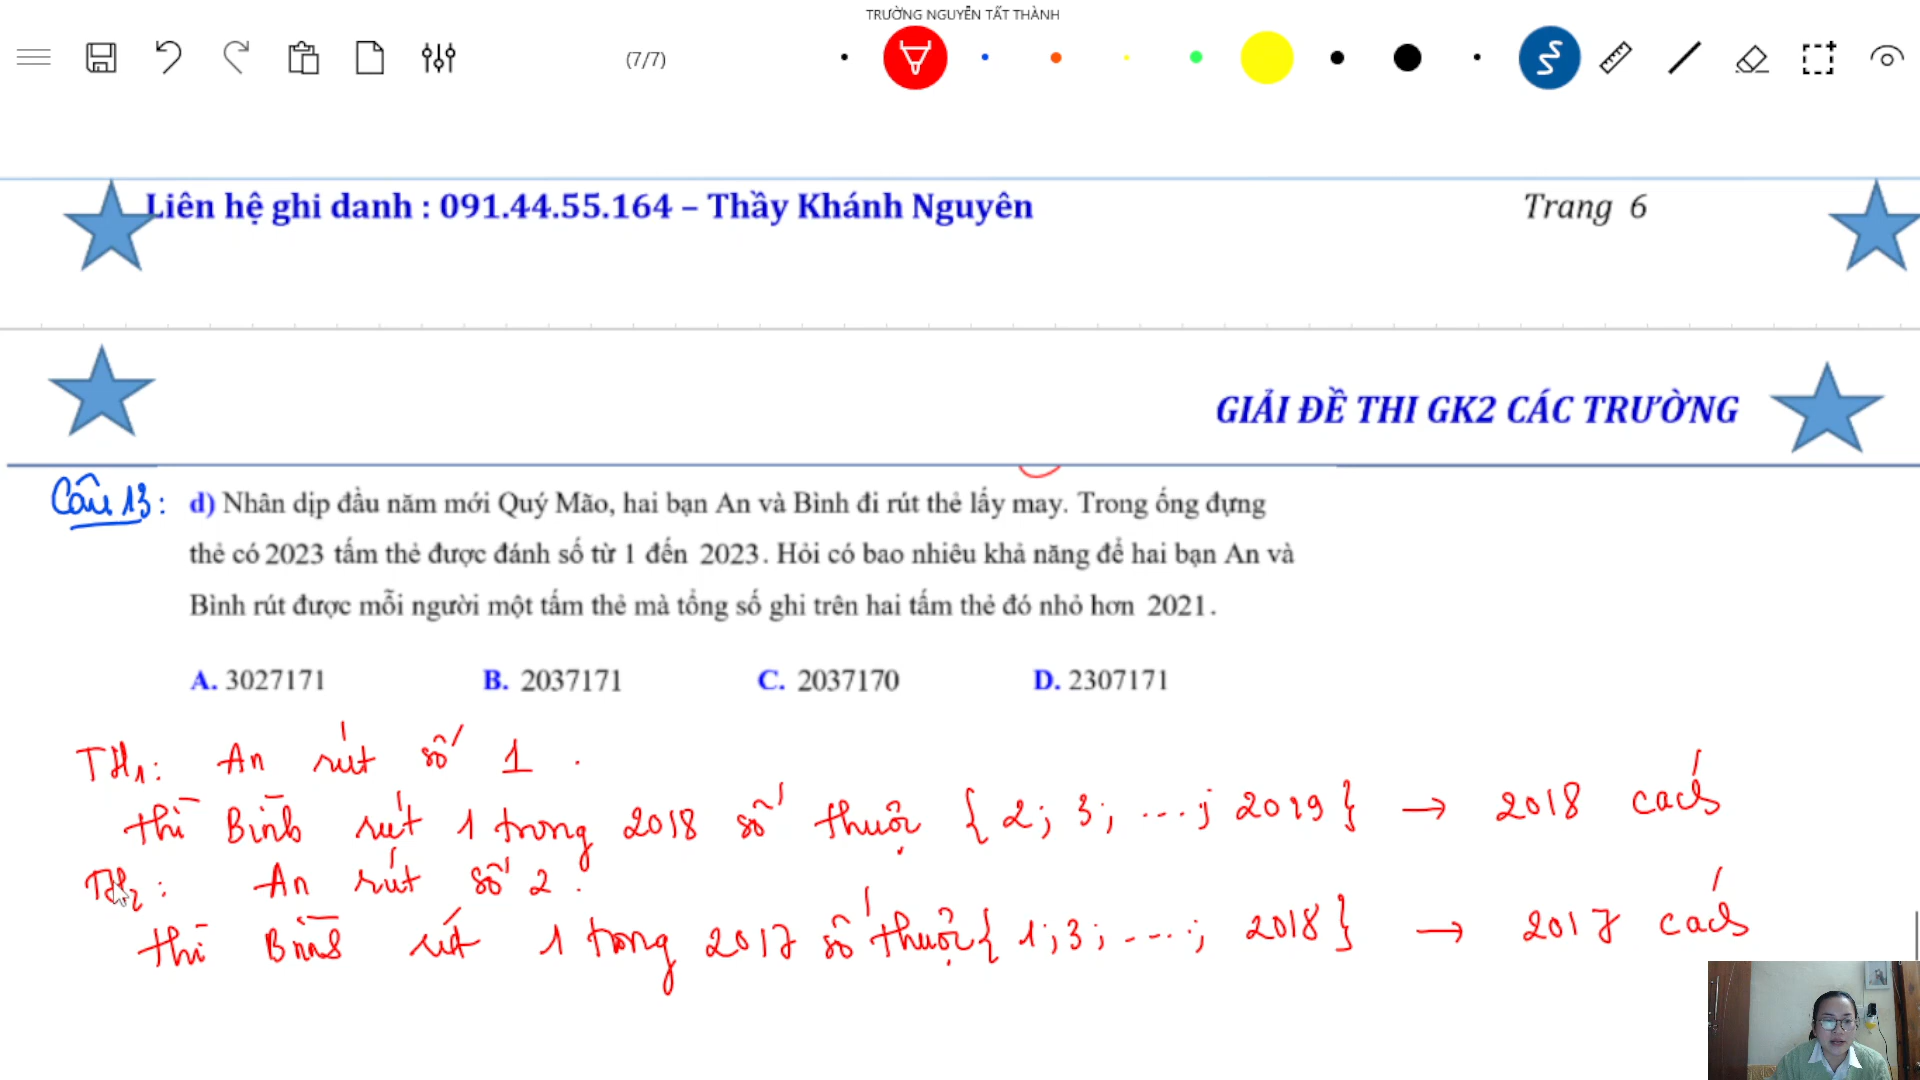 TRƯỜNG NGUYỄN TẤT THÀNH
(7/7)
Liên hệ ghi danh : 091.44.55.164 – Thầy Khánh Nguyên
Trang 6
GIẢI ĐỀ THI GK2 CÁC TRƯỜNG
Câu 13: d) Nhân dịp đầu năm mới Quý Mão, hai bạn An và Bình đi rút thẻ lấy may. Trong ống đựng
thẻ có 2023 tấm thẻ được đánh số từ 1 đến 2023. Hỏi có bao nhiêu khả năng để hai bạn An và
Bình rút được mỗi người một tấm thẻ mà tổng số ghi trên hai tấm thẻ đó nhỏ hơn 2021.
A. 3027171 B. 2037171 C. 2037170 D. 2307171
TH1: An rút số 1.
thì Bình rút 1 trong 2018 số thuộc {2; 3; ...; 2019} → 2018 cách
TH2: An rút số 2.
thì Bình rút 1 trong 2017 số thuộc {1; 3; ....; 2018} → 2017 cách